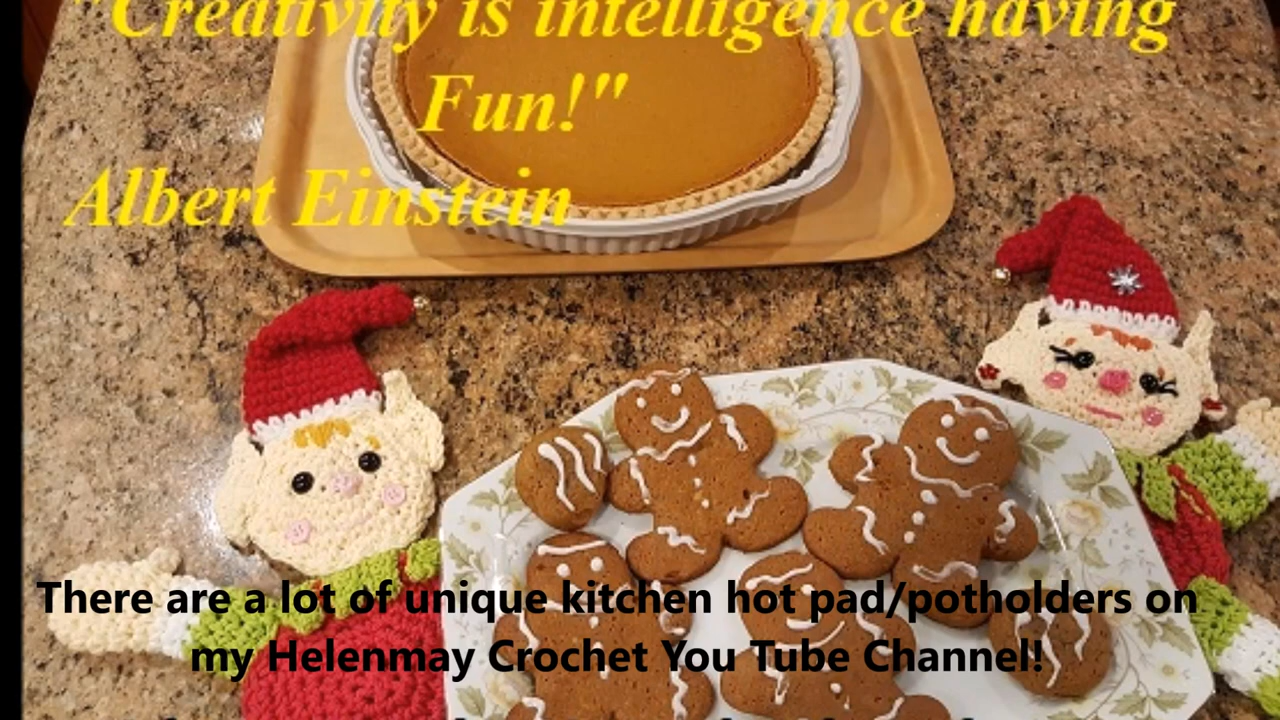 "Creativity is intelligence having
Fun!"
Albert Einstein
There are a lot of unique kitchen hot pad/potholders on
my Helenmay Crochet You Tube Channel!